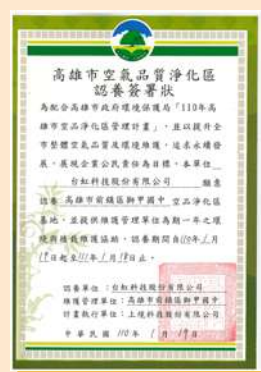 高雄市空氣品質淨化區
認養簽署狀
為配合高雄市政府環境保護局「110年高
雄市空品淨化區管理計畫」，並以提升全
市整體空氣品質及環境維護，追求永續發
展、展現企業公民責任為目標，本單位
台虹科技股份有限公司 願意
認養 高雄市前鎮區獅甲國中 空品淨化區
基地，並提供維護管理單位為期一年之環
境與植栽維護協助，認養期間自110年1月
19日起至111年1月18日止。
認養單位：台虹科技股份有限公司
維護管理單位：高雄市前鎮區獅甲國中
計畫執行單位：上境科技股份有限公司
中華民國 110年 1月 19日